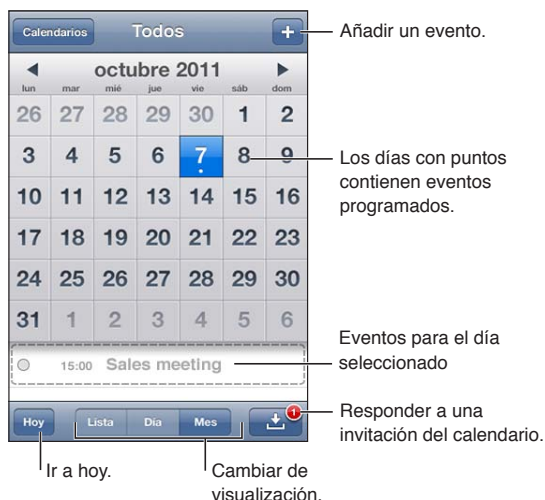 Calendarios Todos +
Añadir un evento.
octubre 2011
lun mar mié jue vie sáb dom
26 27 28 29 30 1 2
3 4 5 6 7 8 9
Los días con puntos
contienen eventos
programados.
10 11 12 13 14 15 16
17 18 19 20 21 22 23
24 25 26 27 28 29 30
31 1 2 3 4 5 6
15:00 Sales meeting
Eventos para el día
seleccionado
Hoy Lista Día Mes 1
Responder a una
invitación del calendario.
Ir a hoy.
Cambiar de
visualización.